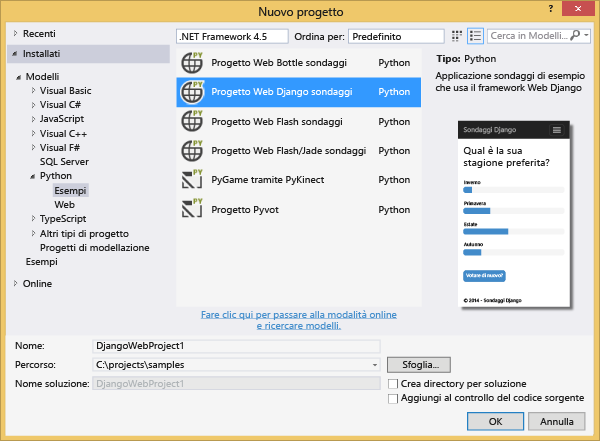 Nuovo progetto
?
Recenti
Installati
Modelli
Visual Basic
Visual C#
JavaScript
Visual C++
Visual F#
SQL Server
Python
Esempi
Web
TypeScript
Altri tipi di progetto
Progetti di modellazione
Esempi
Online
.NET Framework 4.5
Ordina per: Predefinito
Cerca in Modelli...
PY Progetto Web Bottle sondaggi Python
PY Progetto Web Django sondaggi Python
PY Progetto Web Flash sondaggi Python
PY Progetto Web Flash/Jade sondaggi Python
PY PyGame tramite PyKinect Python
PY Progetto Pyvot Python
Fare clic qui per passare alla modalità online
e ricercare modelli.
Tipo: Python
Applicazione sondaggi di esempio
che usa il framework Web Django
Sondaggi Django
Qual è la sua
stagione preferita?
Inverno
Primavera
Estate
Autunno
Votare di nuovo?
© 2014 - Sondaggi Django
Nome: DjangoWebProject1
Percorso: C:\projects\samples
Sfoglia...
Nome soluzione: DjangoWebProject1
Crea directory per soluzione
Aggiungi al controllo del codice sorgente
OK
Annulla